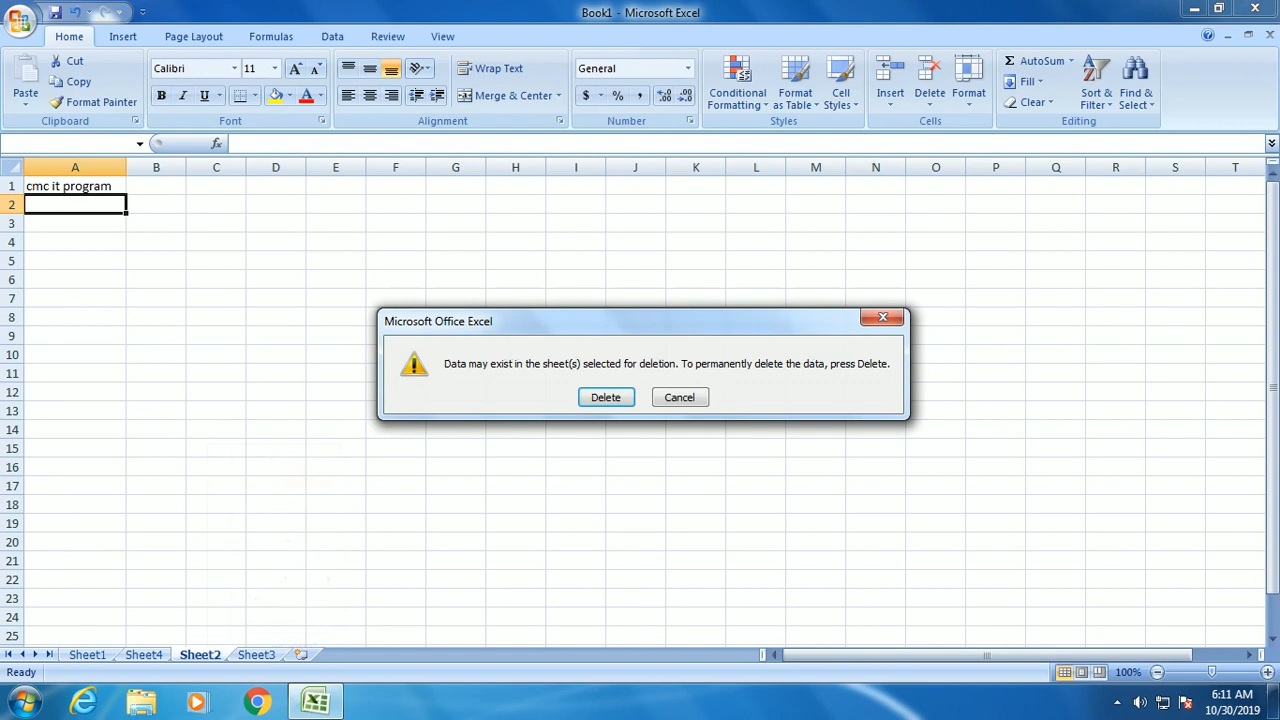 Book1 - Microsoft Excel
Home Insert Page Layout Formulas Data Review View
Paste
Cut
Copy
Format Painter
Clipboard
Calibri 11 A A
B I U A
Font
Wrap Text
Merge & Center
Alignment
General
$ % , .0 .00 .00 .0
Number
Conditional Formatting
Format as Table
Cell Styles
Styles
Insert Delete Format
Cells
Σ AutoSum
Fill
Clear
Sort & Filter
Find & Select
Editing
fx
A B C D E F G H I J K L M N O P Q R S T
1 cmc it program
2
3
4
5
6
7
8
9
10
11
12
13
14
15
16
17
18
19
20
21
22
23
24
25
Microsoft Office Excel
Data may exist in the sheet(s) selected for deletion. To permanently delete the data, press Delete.
Delete Cancel
Sheet1 Sheet4 Sheet2 Sheet3
Ready 100%
6:11 AM
10/30/2019